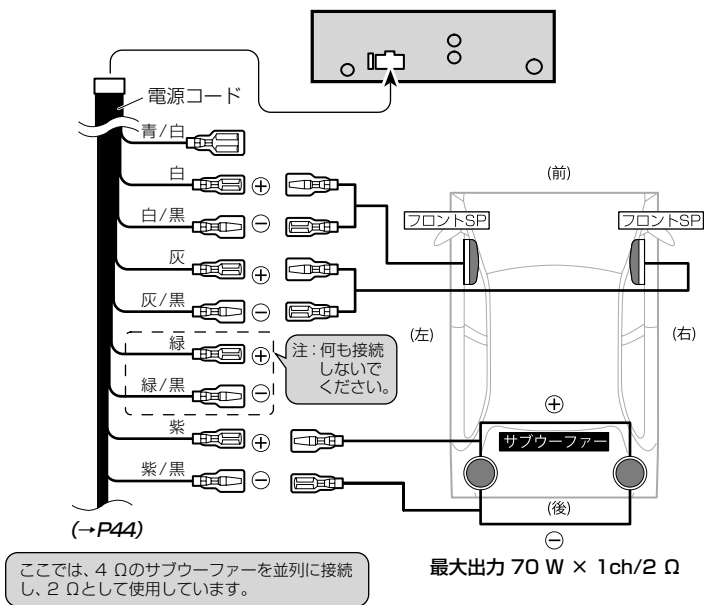 電源コード
青/白
白
⊕
白/黒
⊖
灰
⊕
灰/黒
⊖
緑
⊕
緑/黒
⊖
注：何も接続
しないで
ください。
紫
⊕
紫/黒
⊖
(→P44)
(前)
フロントSP
フロントSP
(左)
(右)
⊕
サブウーファー
(後)
⊖
最大出力 70 W × 1ch/2 Ω
ここでは、4 Ωのサブウーファーを並列に接続
し、2 Ωとして使用しています。